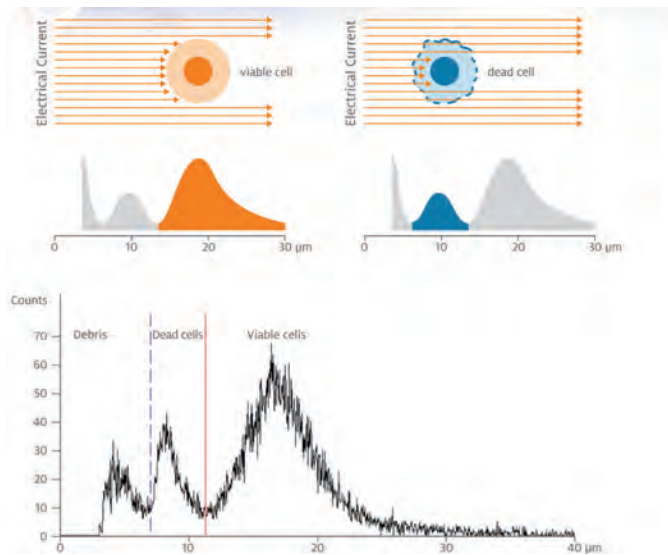 Electrical Current
viable cell
Electrical Current
dead cell
0 10 20 30 µm
0 10 20 30 µm
Counts
Debris Dead cells Viable cells
70
60
50
40
30
20
10
0
0 10 20 40 µm